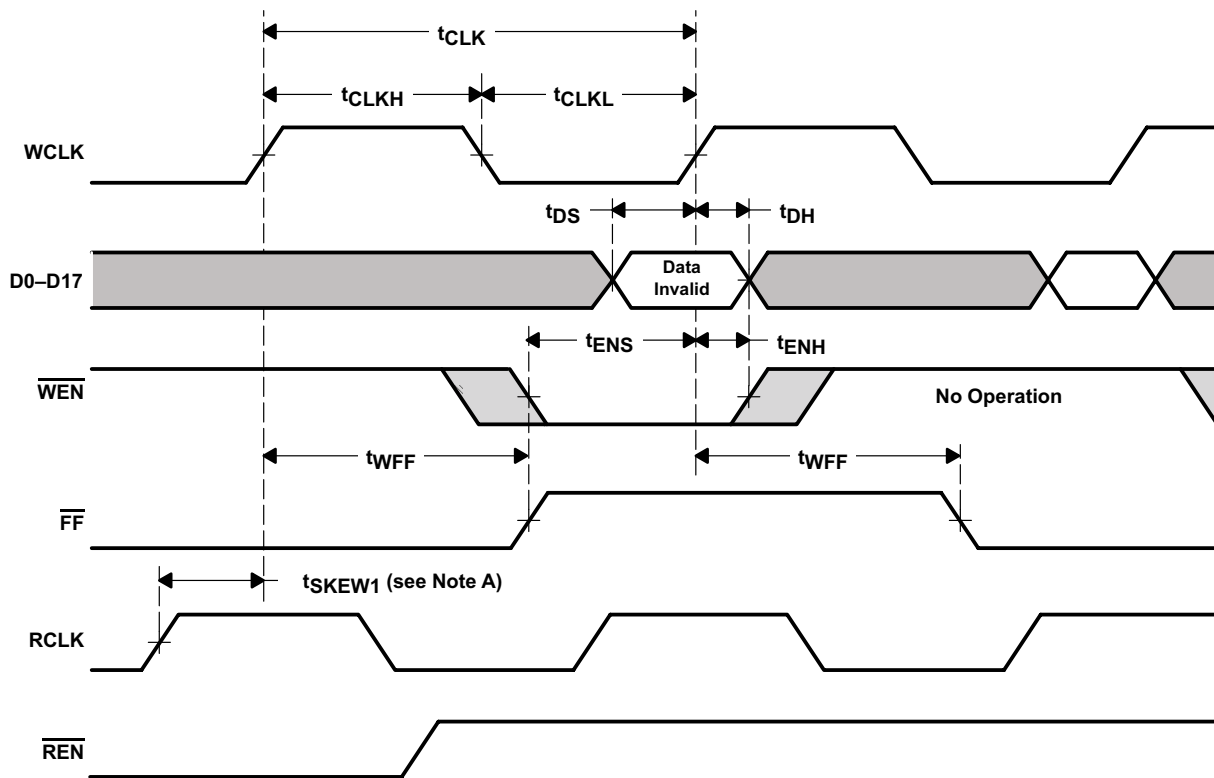 tCLK
tCLKH
tCLKL
WCLK
tDS
tDH
D0–D17
Data
Invalid
tENS
tENH
WEN
No Operation
tWFF
tWFF
FF
tSKEW1 (see Note A)
RCLK
REN